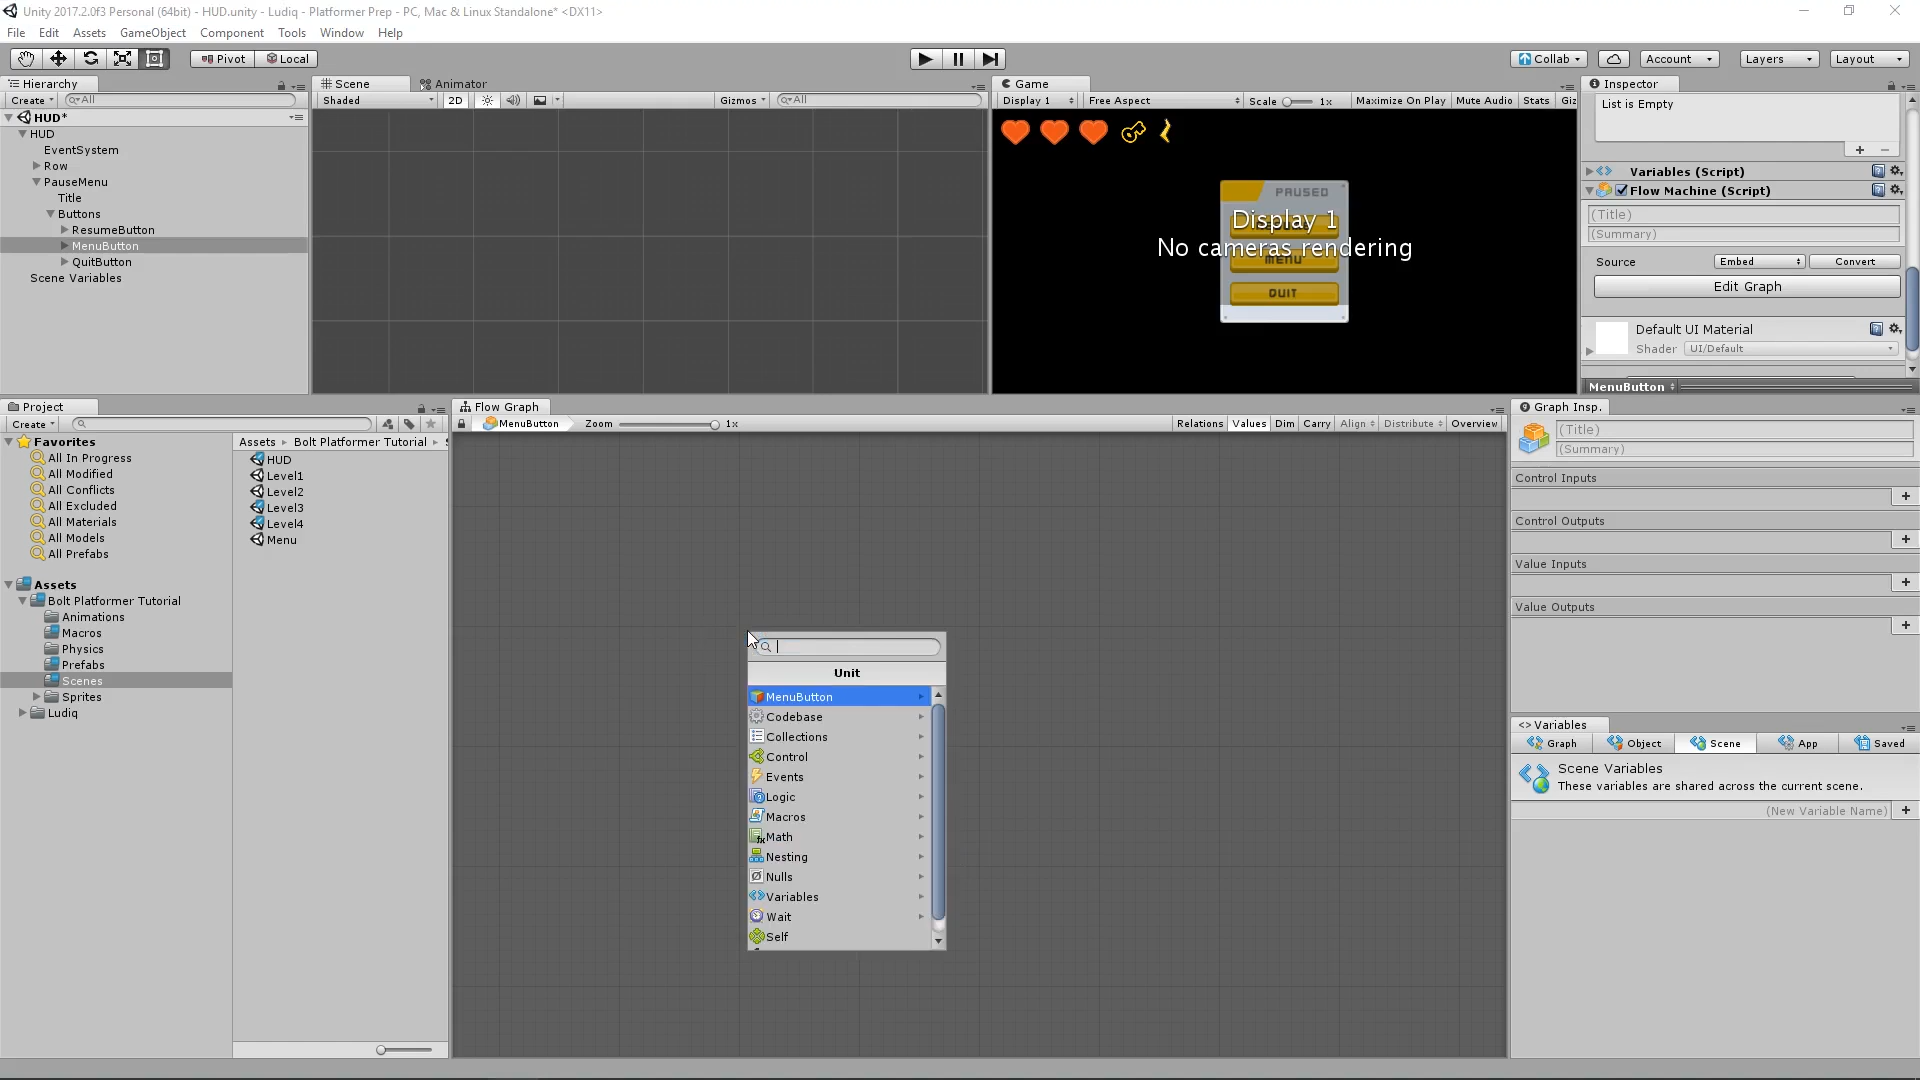 Unity 2017.2.0f3 Personal (64bit) - HUD.unity - Ludiq - Platformer Prep - PC, Mac & Linux Standalone* <DX11>
File Edit Assets GameObject Component Tools Window Help
Pivot Local
Collab Account Layers Layout
Hierarchy
Create All
HUD*
HUD
EventSystem
Row
PauseMenu
Title
Buttons
ResumeButton
MenuButton
QuitButton
Scene Variables
Scene Animator
Shaded 2D Gizmos All
Game
Display 1 Free Aspect Scale 1x Maximize On Play Mute Audio Stats Giz
PAUSED
Display 1
No cameras rendering
MENU
QUIT
Inspector
List is Empty
Variables (Script)
Flow Machine (Script)
(Title)
(Summary)
Source Embed Convert
Edit Graph
Default UI Material
Shader UI/Default
MenuButton
Project
Create
Favorites
All In Progress
All Modified
All Conflicts
All Excluded
All Materials
All Models
All Prefabs
Assets
Bolt Platformer Tutorial
Animations
Macros
Physics
Prefabs
Scenes
Sprites
Ludiq
Assets Bolt Platformer Tutorial
HUD
Level1
Level2
Level3
Level4
Menu
Flow Graph
MenuButton Zoom 1x Relations Values Dim Carry Align Distribute Overview
Unit
MenuButton
Codebase
Collections
Control
Events
Logic
Macros
Math
Nesting
Nulls
Variables
Wait
Self
Graph Insp.
(Title)
(Summary)
Control Inputs
Control Outputs
Value Inputs
Value Outputs
Variables
Graph Object Scene App Saved
Scene Variables
These variables are shared across the current scene.
(New Variable Name)